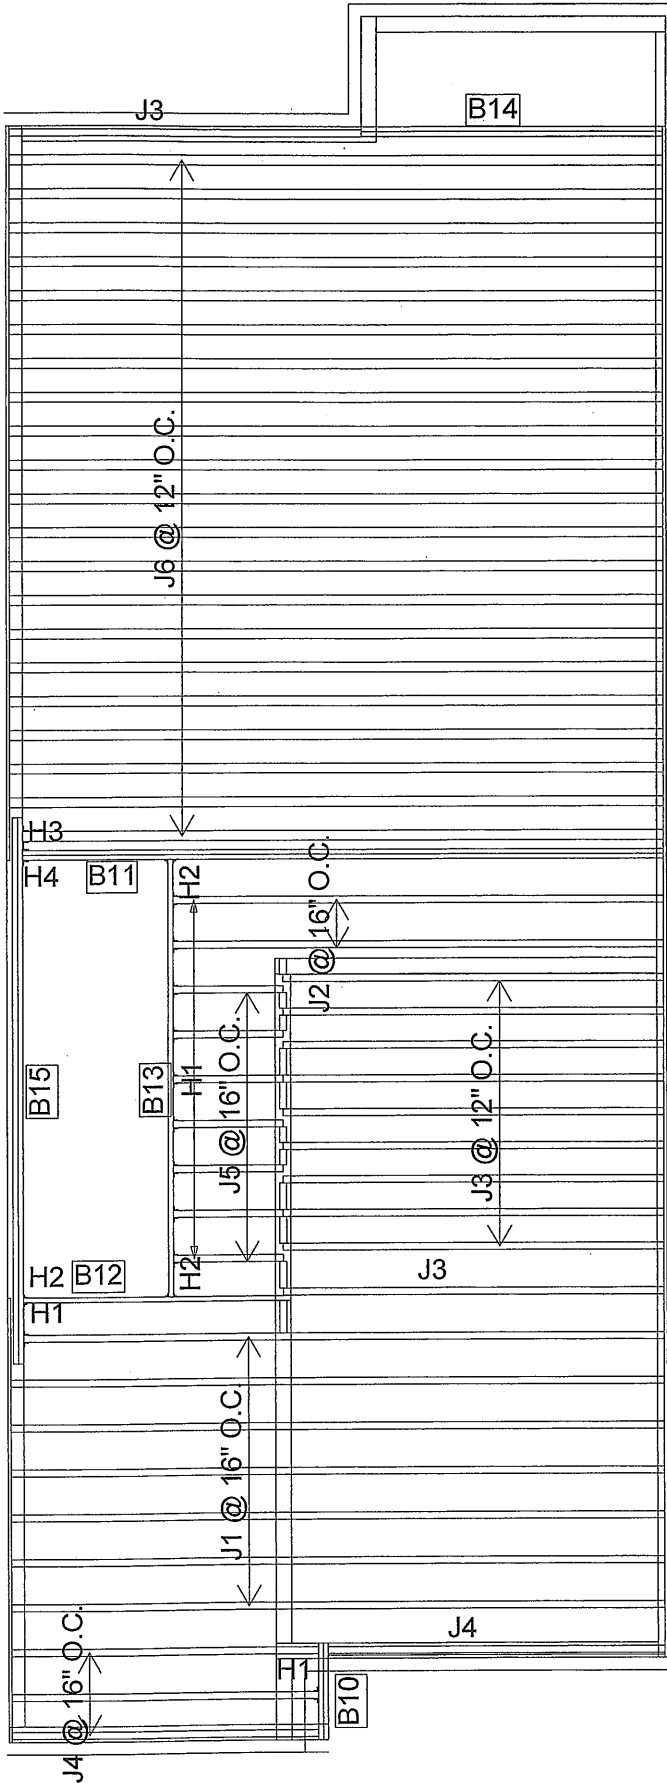 J3
B14
J6 @ 12" O.C.
H3
H4
B11
H2
J2 @ 16" O.C.
B15
B13
H1
J5 @ 16" O.C.
J3 @ 12" O.C.
H2
B12
H2
J3
H1
J1 @ 16" O.C.
J4
J4 @ 16" O.C.
H1
B10